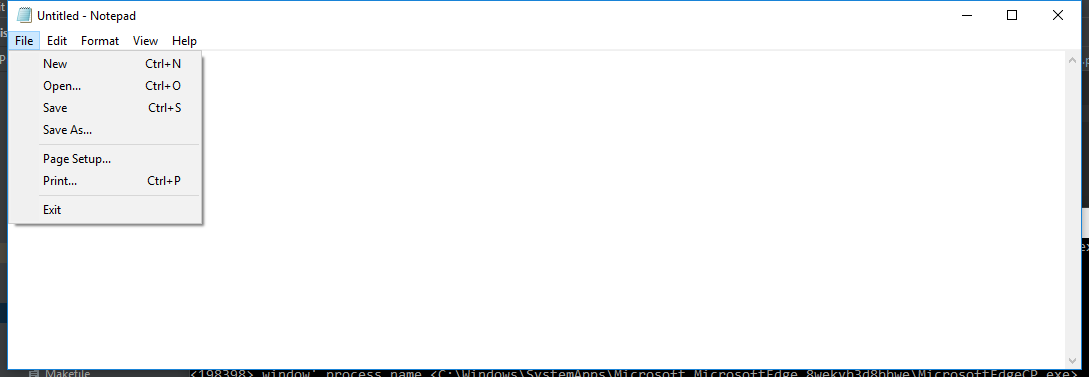 Untitled - Notepad
File Edit Format View Help
New Ctrl+N
Open... Ctrl+O
Save Ctrl+S
Save As...
Page Setup...
Print... Ctrl+P
Exit
Makefile
<198398> window' process name <C:\Windows\SystemApps\Microsoft.MicrosoftEdge_8wekyb3d8bbwe\MicrosoftEdgeCP.exe>